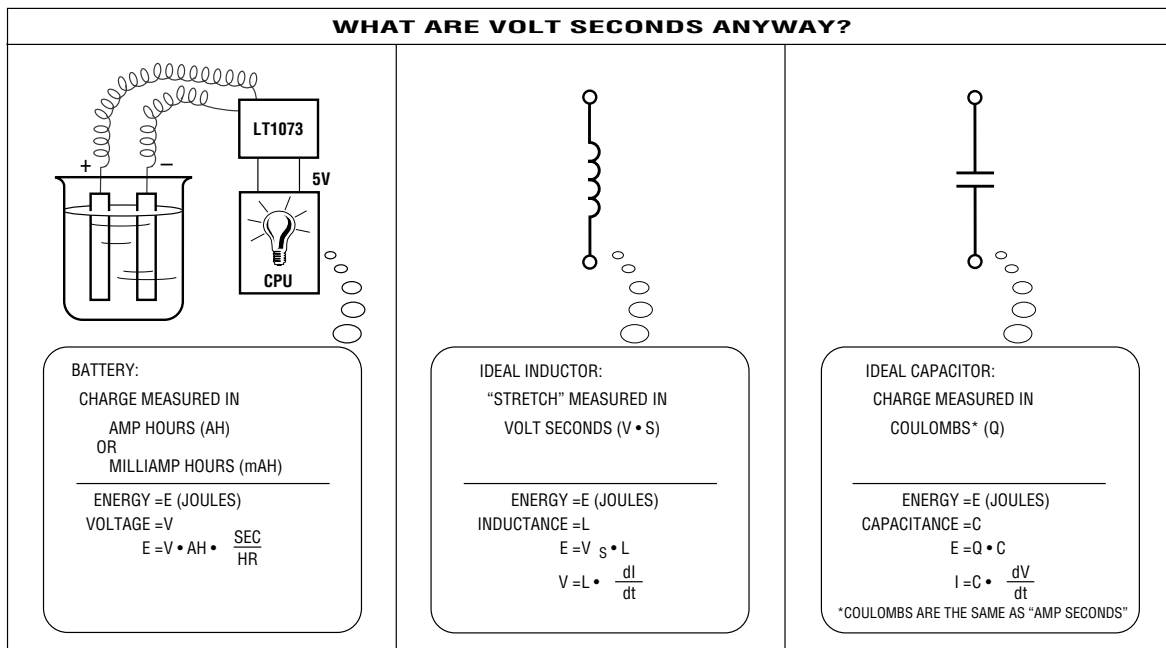 WHAT ARE VOLT SECONDS ANYWAY?
LT1073
+
–
5V
CPU
BATTERY:
CHARGE MEASURED IN
AMP HOURS (AH)
OR
MILLIAMP HOURS (mAH)
ENERGY =E (JOULES)
VOLTAGE =V
E =V • AH • SEC
HR
IDEAL INDUCTOR:
“STRETCH” MEASURED IN
VOLT SECONDS (V • S)
ENERGY =E (JOULES)
INDUCTANCE =L
E =V S • L
V =L • dI
dt
IDEAL CAPACITOR:
CHARGE MEASURED IN
COULOMBS* (Q)
ENERGY =E (JOULES)
CAPACITANCE =C
E =Q • C
I =C • dV
dt
*COULOMBS ARE THE SAME AS “AMP SECONDS”